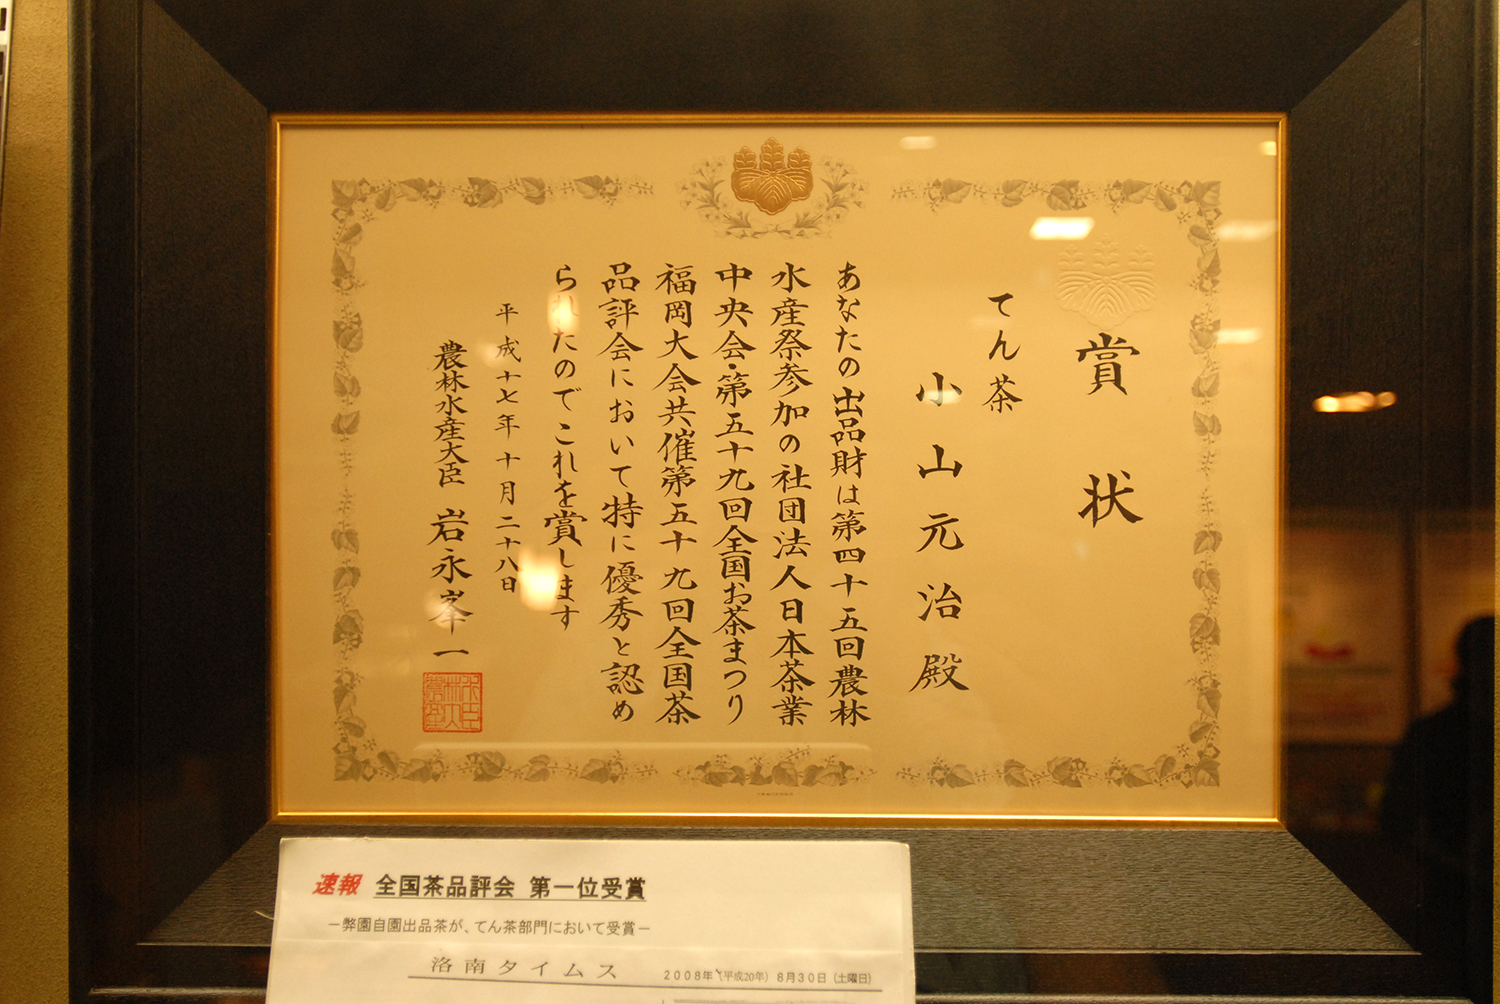 賞状
てん茶
小山元治殿
あなたの出品財は第四十五回農林
水産祭参加の社団法人日本茶業
中央会・第五十九回全国お茶まつり
福岡大会共催第五十九回全国茶
品評会において特に優秀と認め
られたのでこれを賞します
平成十七年十月二十八日
農林水産大臣 岩永峯一
速報 全国茶品評会 第一位受賞
－弊園自園出品茶が、てん茶部門において受賞－
洛南タイムス 2008年(平成20年) 8月30日 (土曜日)